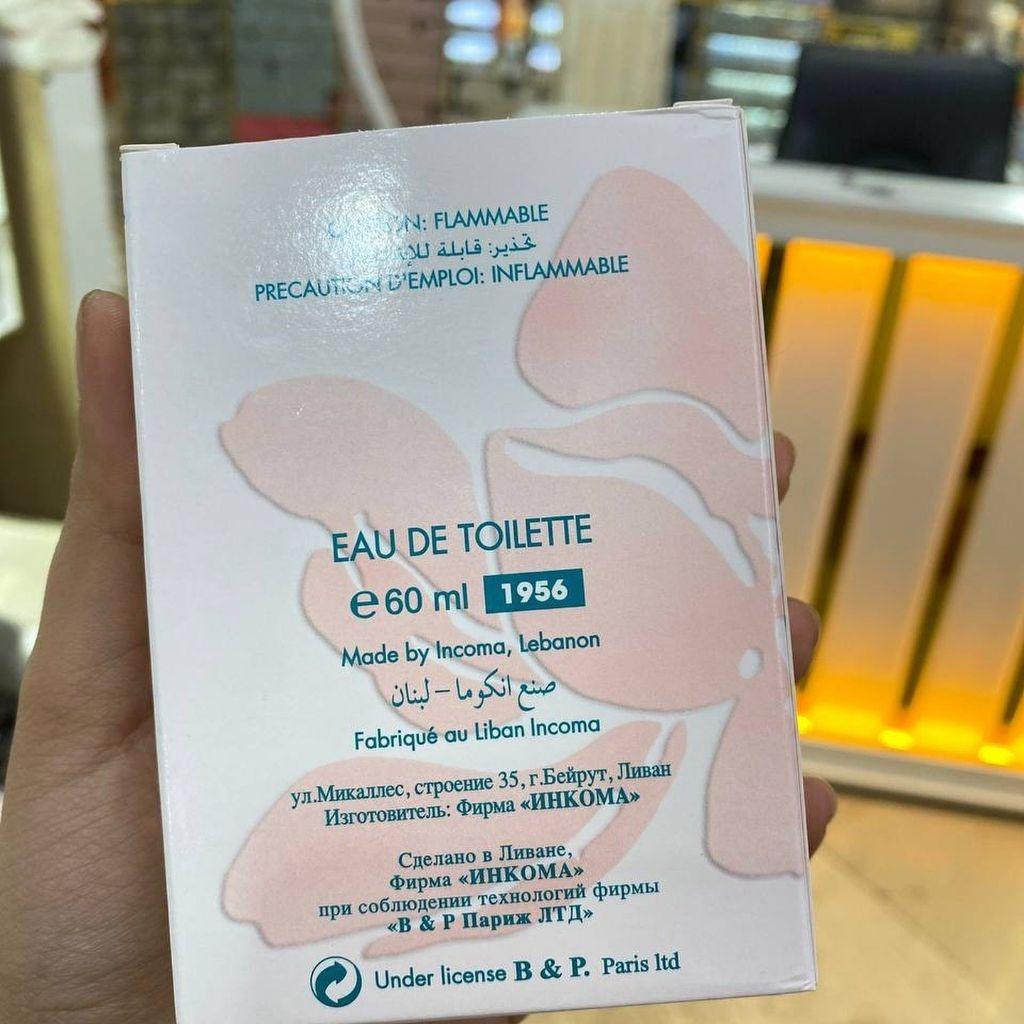 FLAMMABLE
تحذير: قابلة
PRECAUTION D'EMPLOI: INFLAMMABLE
EAU DE TOILETTE
e 60 ml 1956
Made by Incoma, Lebanon
صنع انكوما - لبنان
Fabriqué au Liban Incoma
ул.Микаллес, строение 35, г.Бейрут, Ливан
Изготовитель: Фирма «ИНКОМА»
Сделано в Ливане,
Фирма «ИНКОМА»
при соблюдении технологий фирмы
«B & P Париж ЛТД»
Under license B & P. Paris ltd